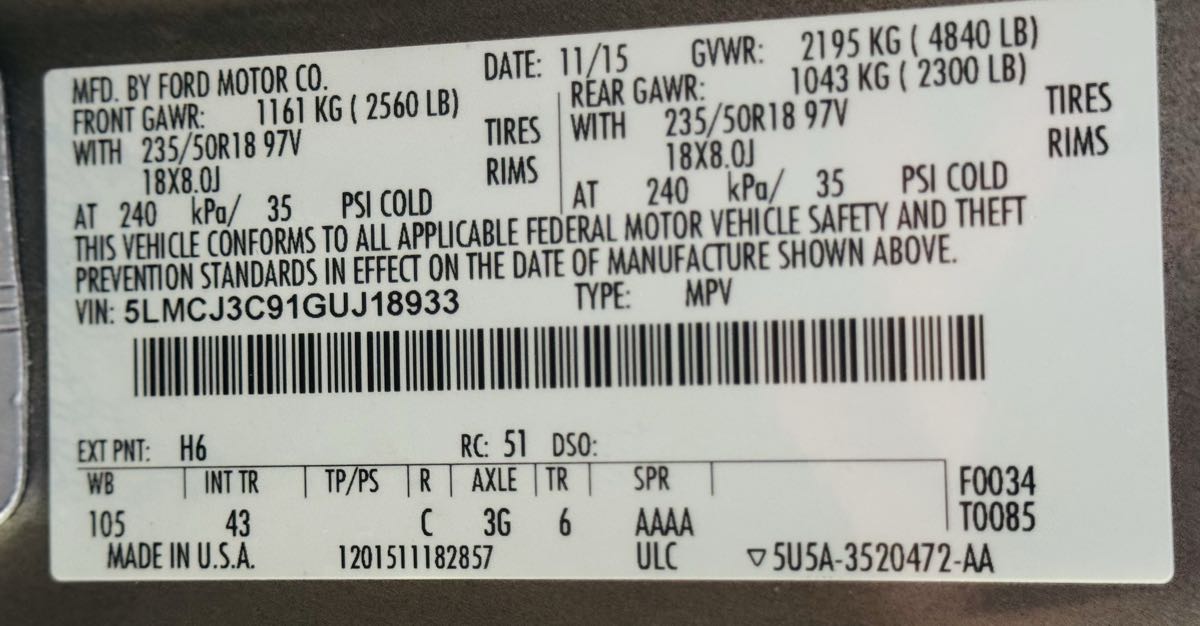 MFD. BY FORD MOTOR CO. DATE: 11/15 GVWR: 2195 KG ( 4840 LB)
FRONT GAWR: 1161 KG ( 2560 LB) REAR GAWR: 1043 KG ( 2300 LB)
WITH 235/50R18 97V TIRES WITH 235/50R18 97V TIRES
18X8.0J RIMS 18X8.0J RIMS
AT 240 kPa/ 35 PSI COLD AT 240 kPa/ 35 PSI COLD
THIS VEHICLE CONFORMS TO ALL APPLICABLE FEDERAL MOTOR VEHICLE SAFETY AND THEFT
PREVENTION STANDARDS IN EFFECT ON THE DATE OF MANUFACTURE SHOWN ABOVE.
VIN: 5LMCJ3C91GUJ18933 TYPE: MPV
EXT PNT: H6 RC: 51 DSO:
WB INT TR TP/PS R AXLE TR SPR F0034
105 43 C 3G 6 AAAA T0085
MADE IN U.S.A. 1201511182857 ULC ▽5U5A-3520472-AA